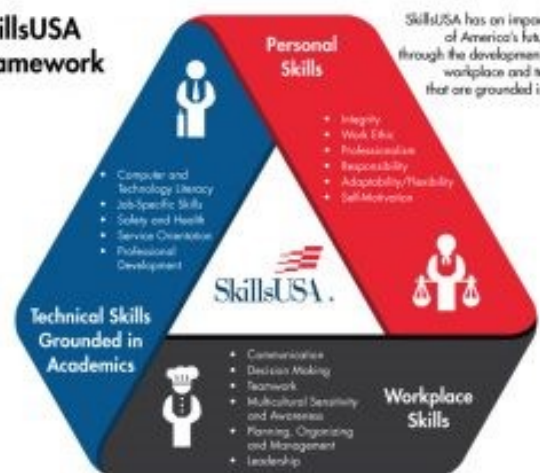 illsUSA
amework
SkillsUSA has an impac
of America's futu
through the development
workplace and te
that are grounded i
Personal
Skills
• Integrity
• Work Ethic
• Professionalism
• Responsibility
• Adaptability/Flexibility
• Self-Motivation
• Computer and
Technology Literacy
• Job-Specific Skills
• Safety and Health
• Service Orientation
• Professional
Development
SkillsUSA.
Technical Skills
Grounded in
Academics
• Communication
• Decision Making
• Teamwork
• Multicultural Sensitivity
and Awareness
• Planning, Organizing
and Management
• Leadership
Workplace
Skills